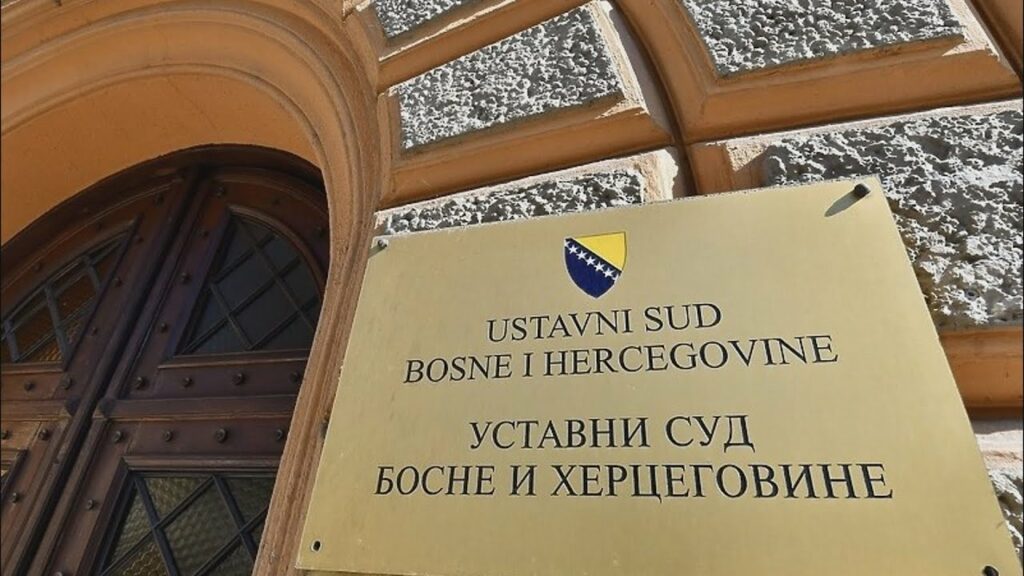 USTAVNI SUD
BOSNE I HERCEGOVINE
УСТАВНИ СУД
БОСНЕ И ХЕРЦЕГОВИНЕ